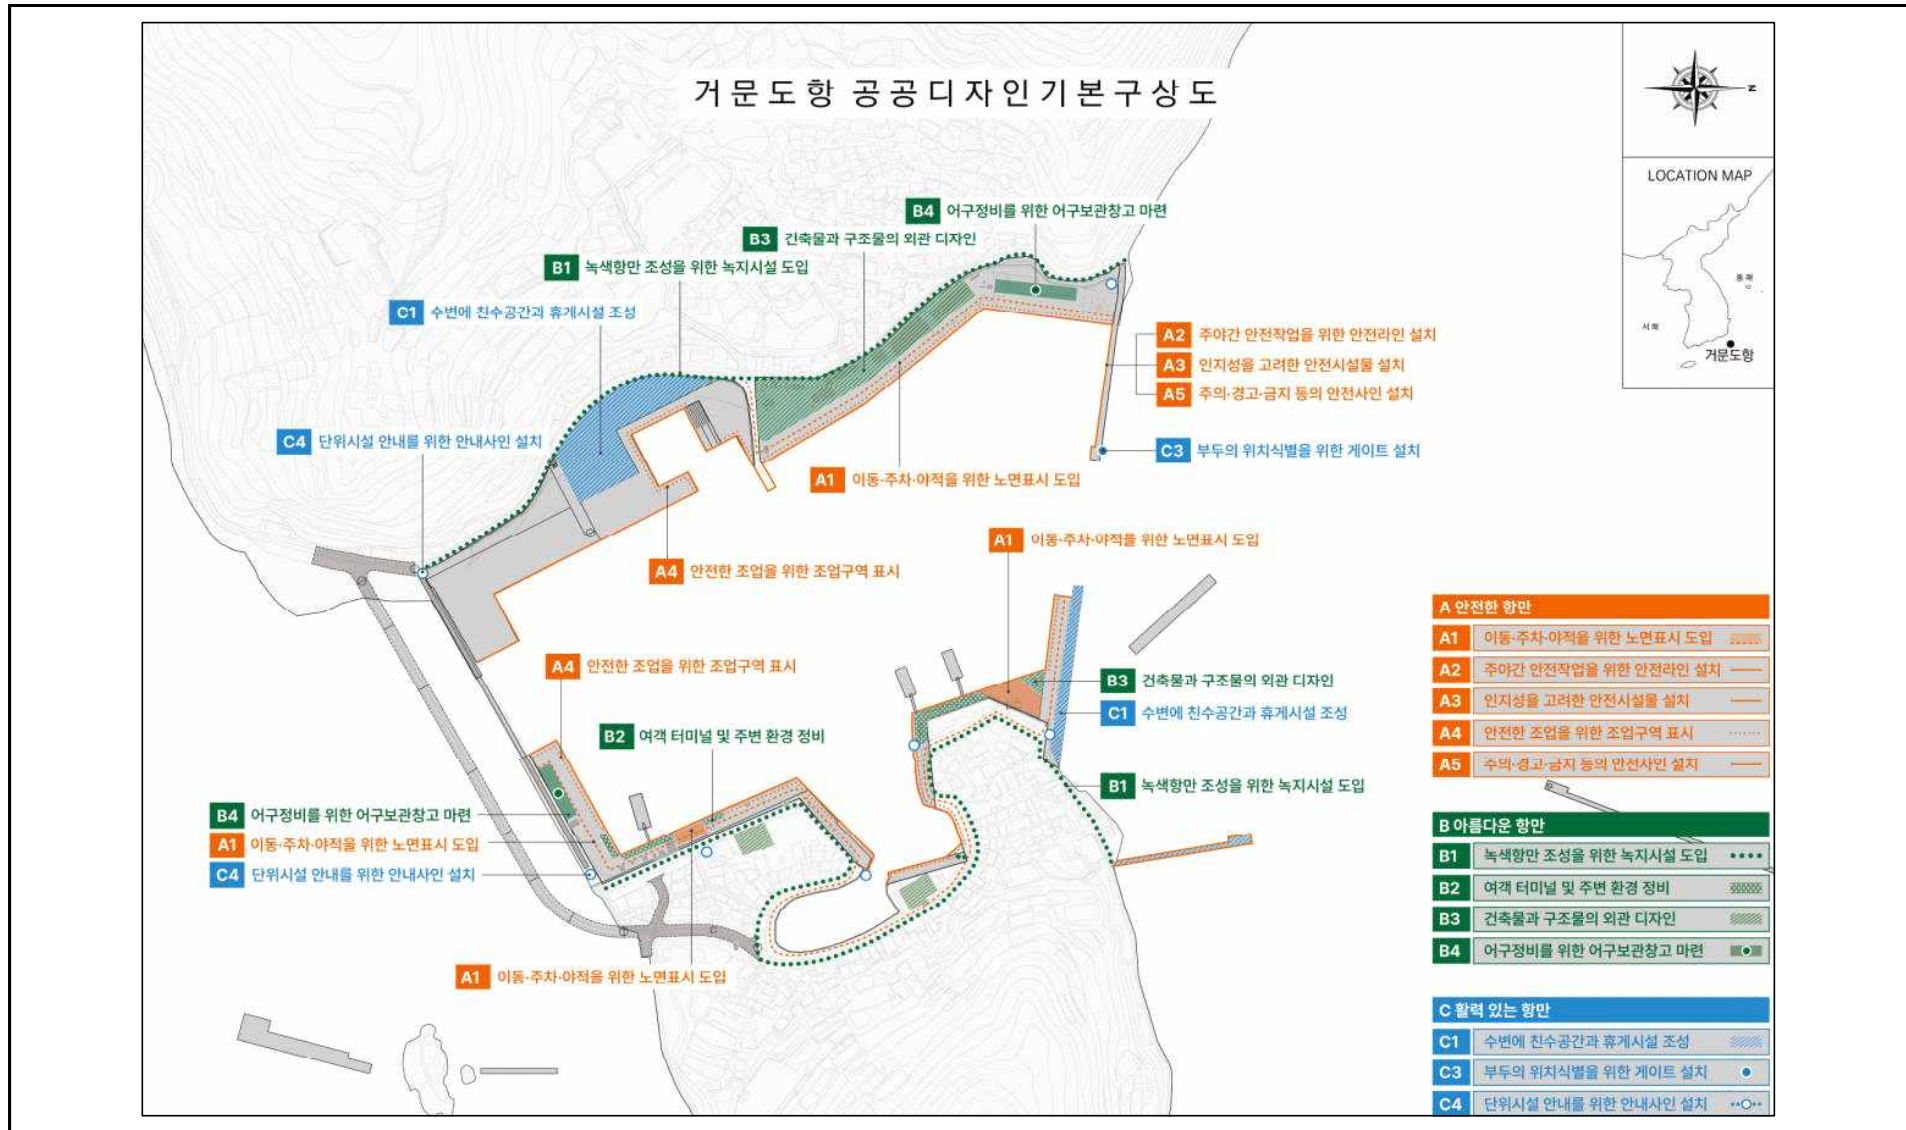 거문도항 공공디자인기본구상도
N
LOCATION MAP
동해
서해
거문도항
B4 어구정비를 위한 어구보관창고 마련
B3 건축물과 구조물의 외관 디자인
B1 녹색항만 조성을 위한 녹지시설 도입
C1 수변에 친수공간과 휴게시설 조성
A2 주야간 안전작업을 위한 안전라인 설치
A3 인지성을 고려한 안전시설물 설치
A5 주의·경고·금지 등의 안전사인 설치
C4 단위시설 안내를 위한 안내사인 설치
C3 부두의 위치식별을 위한 게이트 설치
A1 이동·주차·야적을 위한 노면표시 도입
A1 이동·주차·야적을 위한 노면표시 도입
A4 안전한 조업을 위한 조업구역 표시
A4 안전한 조업을 위한 조업구역 표시
B3 건축물과 구조물의 외관 디자인
C1 수변에 친수공간과 휴게시설 조성
B2 여객 터미널 및 주변 환경 정비
B1 녹색항만 조성을 위한 녹지시설 도입
B4 어구정비를 위한 어구보관창고 마련
A1 이동·주차·야적을 위한 노면표시 도입
C4 단위시설 안내를 위한 안내사인 설치
A1 이동·주차·야적을 위한 노면표시 도입
A 안전한 항만
A1 이동·주차·야적을 위한 노면표시 도입
A2 주야간 안전작업을 위한 안전라인 설치
A3 인지성을 고려한 안전시설물 설치
A4 안전한 조업을 위한 조업구역 표시
A5 주의·경고·금지 등의 안전사인 설치
B 아름다운 항만
B1 녹색항만 조성을 위한 녹지시설 도입
B2 여객 터미널 및 주변 환경 정비
B3 건축물과 구조물의 외관 디자인
B4 어구정비를 위한 어구보관창고 마련
C 활력 있는 항만
C1 수변에 친수공간과 휴게시설 조성
C3 부두의 위치식별을 위한 게이트 설치
C4 단위시설 안내를 위한 안내사인 설치